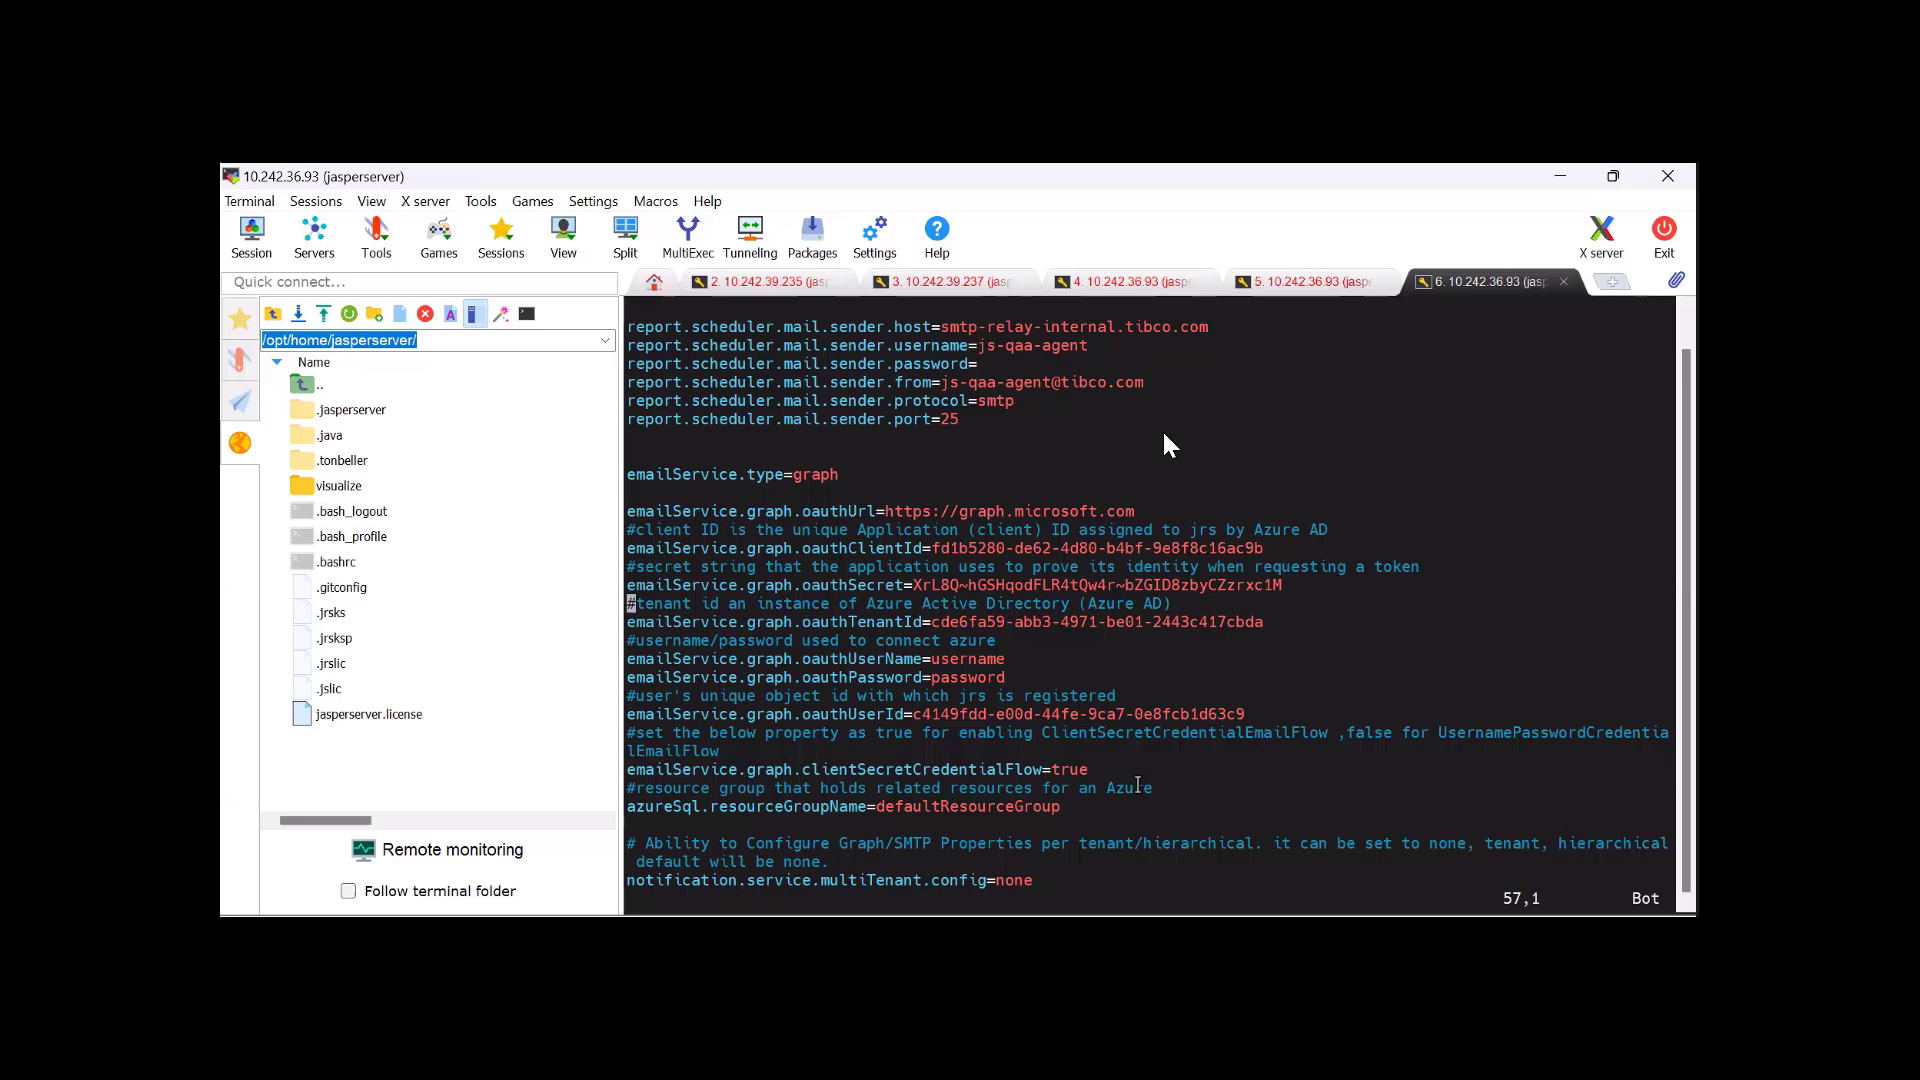 10.242.36.93 (jasperserver)
Terminal Sessions View X server Tools Games Settings Macros Help
Session Servers Tools Games Sessions View Split MultiExec Tunneling Packages Settings Help X server Exit
Quick connect...
2. 10.242.39.235 (jasp
3. 10.242.39.237 (jasp
4. 10.242.36.93 (jaspe
5. 10.242.36.93 (jaspe
6. 10.242.36.93 (jaspe
/opt/home/jasperserver/
Name
..
.jasperserver
.java
.tonbeller
visualize
.bash_logout
.bash_profile
.bashrc
.gitconfig
.jrsks
.jrsksp
.jrslic
.jslic
jasperserver.license
Remote monitoring
Follow terminal folder
report.scheduler.mail.sender.host=smtp-relay-internal.tibco.com
report.scheduler.mail.sender.username=js-qaa-agent
report.scheduler.mail.sender.password=
report.scheduler.mail.sender.from=js-qaa-agent@tibco.com
report.scheduler.mail.sender.protocol=smtp
report.scheduler.mail.sender.port=25
emailService.type=graph
emailService.graph.oauthUrl=https://graph.microsoft.com
#client ID is the unique Application (client) ID assigned to jrs by Azure AD
emailService.graph.oauthClientId=fd1b5280-de62-4d80-b4bf-9e8f8c16ac9b
#secret string that the application uses to prove its identity when requesting a token
emailService.graph.oauthSecret=XrL8Q~hGSHqodFLR4tQw4r~bZGID8zbyCZzrxc1M
#tenant id an instance of Azure Active Directory (Azure AD)
emailService.graph.oauthTenantId=cde6fa59-abb3-4971-be01-2443c417cbda
#username/password used to connect azure
emailService.graph.oauthUserName=username
emailService.graph.oauthPassword=password
#user's unique object id with which jrs is registered
emailService.graph.oauthUserId=c4149fdd-e00d-44fe-9ca7-0e8fcb1d63c9
#set the below property as true for enabling ClientSecretCredentialEmailFlow ,false for UsernamePasswordCredentia
lEmailFlow
emailService.graph.clientSecretCredentialFlow=true
#resource group that holds related resources for an Azure
azureSql.resourceGroupName=defaultResourceGroup
# Ability to Configure Graph/SMTP Properties per tenant/hierarchical. it can be set to none, tenant, hierarchical
default will be none.
notification.service.multiTenant.config=none
57,1 Bot